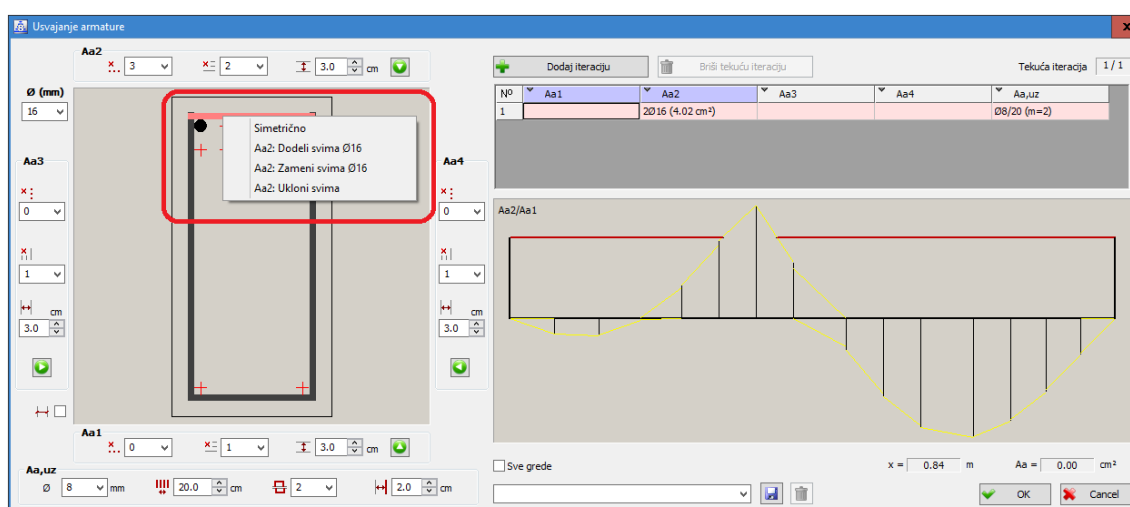 Usvajanje armature
Aa2
3 2 3.0 cm
Ø (mm)
16
Simetrično
Aa2: Dodeli svima Ø16
Aa2: Zameni svima Ø16
Aa2: Ukloni svima
Aa3
0
1
cm
3.0
Aa4
0
1
cm
3.0
Aa1
0 1 3.0 cm
Aa,uz
Ø 8 mm 20.0 cm 2 2.0 cm
Dodaj iteraciju Briši tekuću iteraciju Tekuća iteracija 1/1
Nº Aa1 Aa2 Aa3 Aa4 Aa,uz
1 2Ø16 (4.02 cm²) Ø8/20 (m=2)
Aa2/Aa1
Sve grede x = 0.84 m Aa = 0.00 cm²
OK Cancel